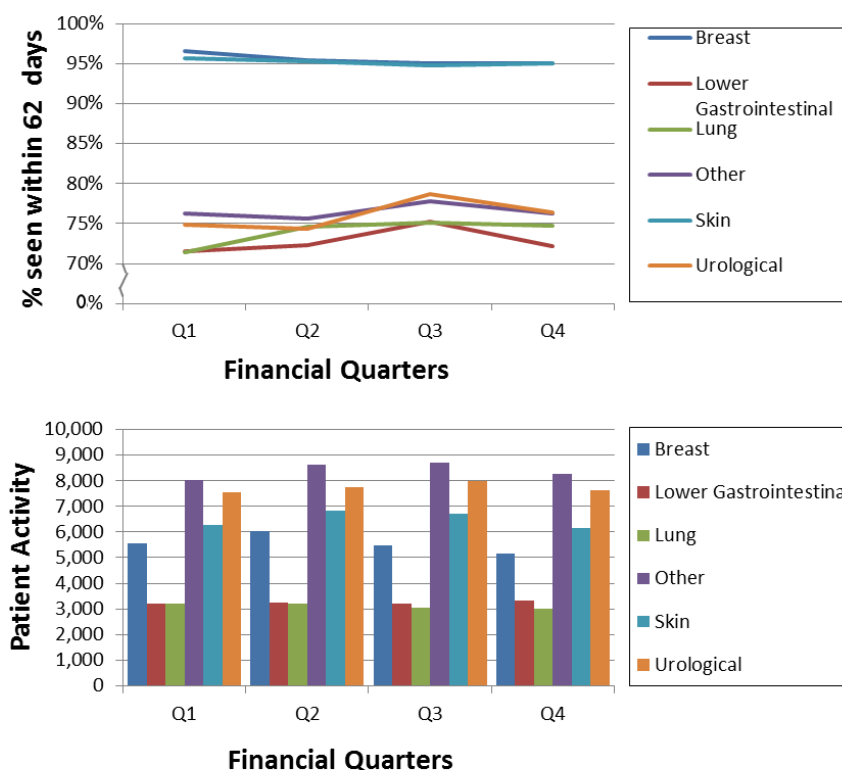 % seen within 62 days
100%
95%
90%
85%
80%
75%
70%
0%
Q1 Q2 Q3 Q4
Financial Quarters
Breast
Lower
Gastrointestinal
Lung
Other
Skin
Urological
Patient Activity
10,000
9,000
8,000
7,000
6,000
5,000
4,000
3,000
2,000
1,000
0
Q1 Q2 Q3 Q4
Financial Quarters
Breast
Lower Gastrointestina
Lung
Other
Skin
Urological